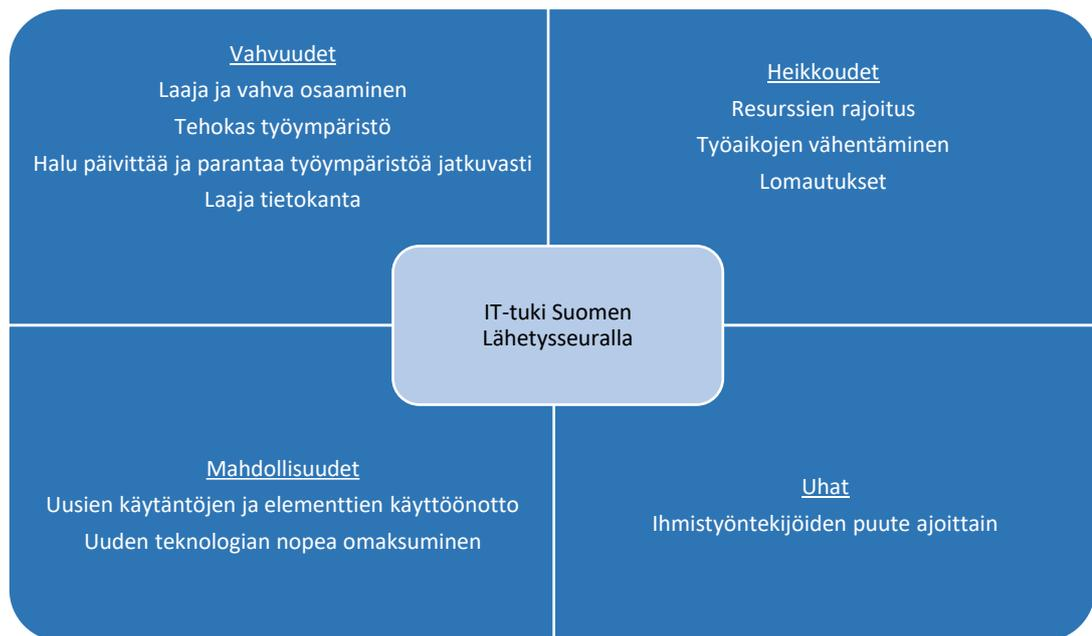 Vahvuudet
Laaja ja vahva osaaminen
Tehokas työympäristö
Halu päivittää ja parantaa työympäristöä jatkuvasti
Laaja tietokanta
Heikkoudet
Resurssien rajoitus
Työaikojen vähentäminen
Lomautukset
IT-tuki Suomen
Lähetysseuralla
Mahdollisuudet
Uusien käytäntöjen ja elementtien käyttöönotto
Uuden teknologian nopea omaksuminen
Uhat
Ihmistyöntekijöiden puute ajoittain